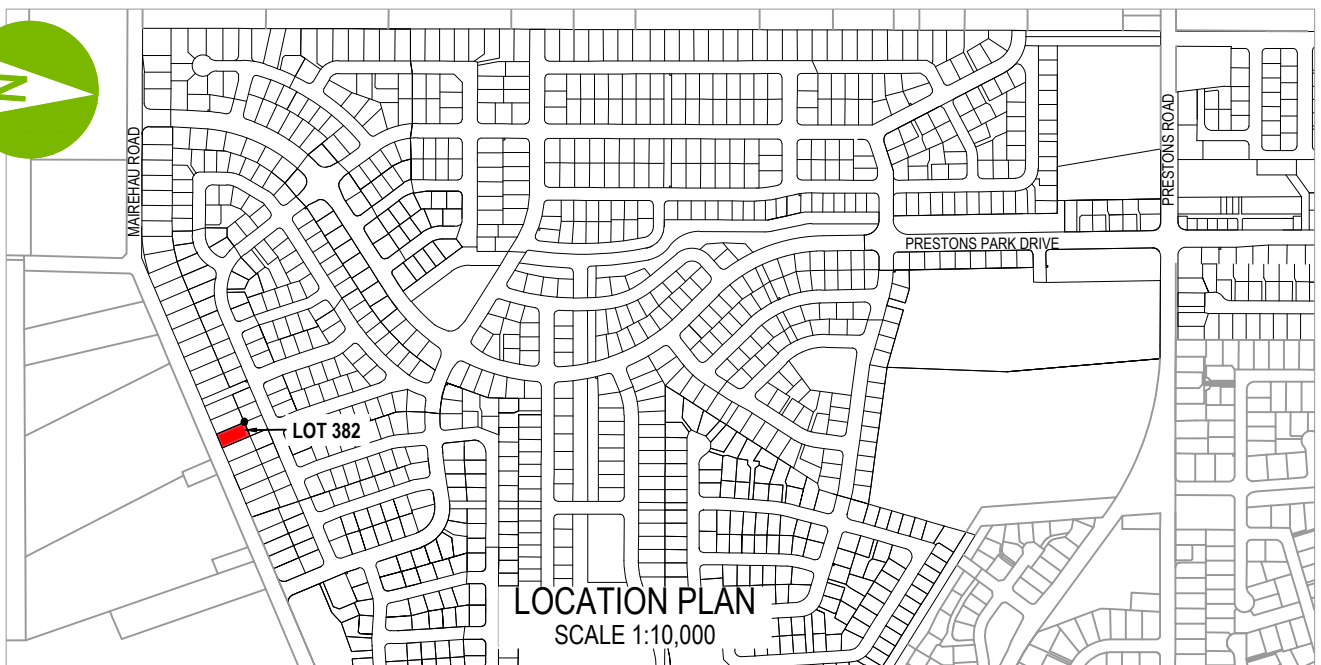 N
MAIREHAU ROAD
PRESTONS ROAD
PRESTONS PARK DRIVE
LOT 382
LOCATION PLAN
SCALE 1:10,000